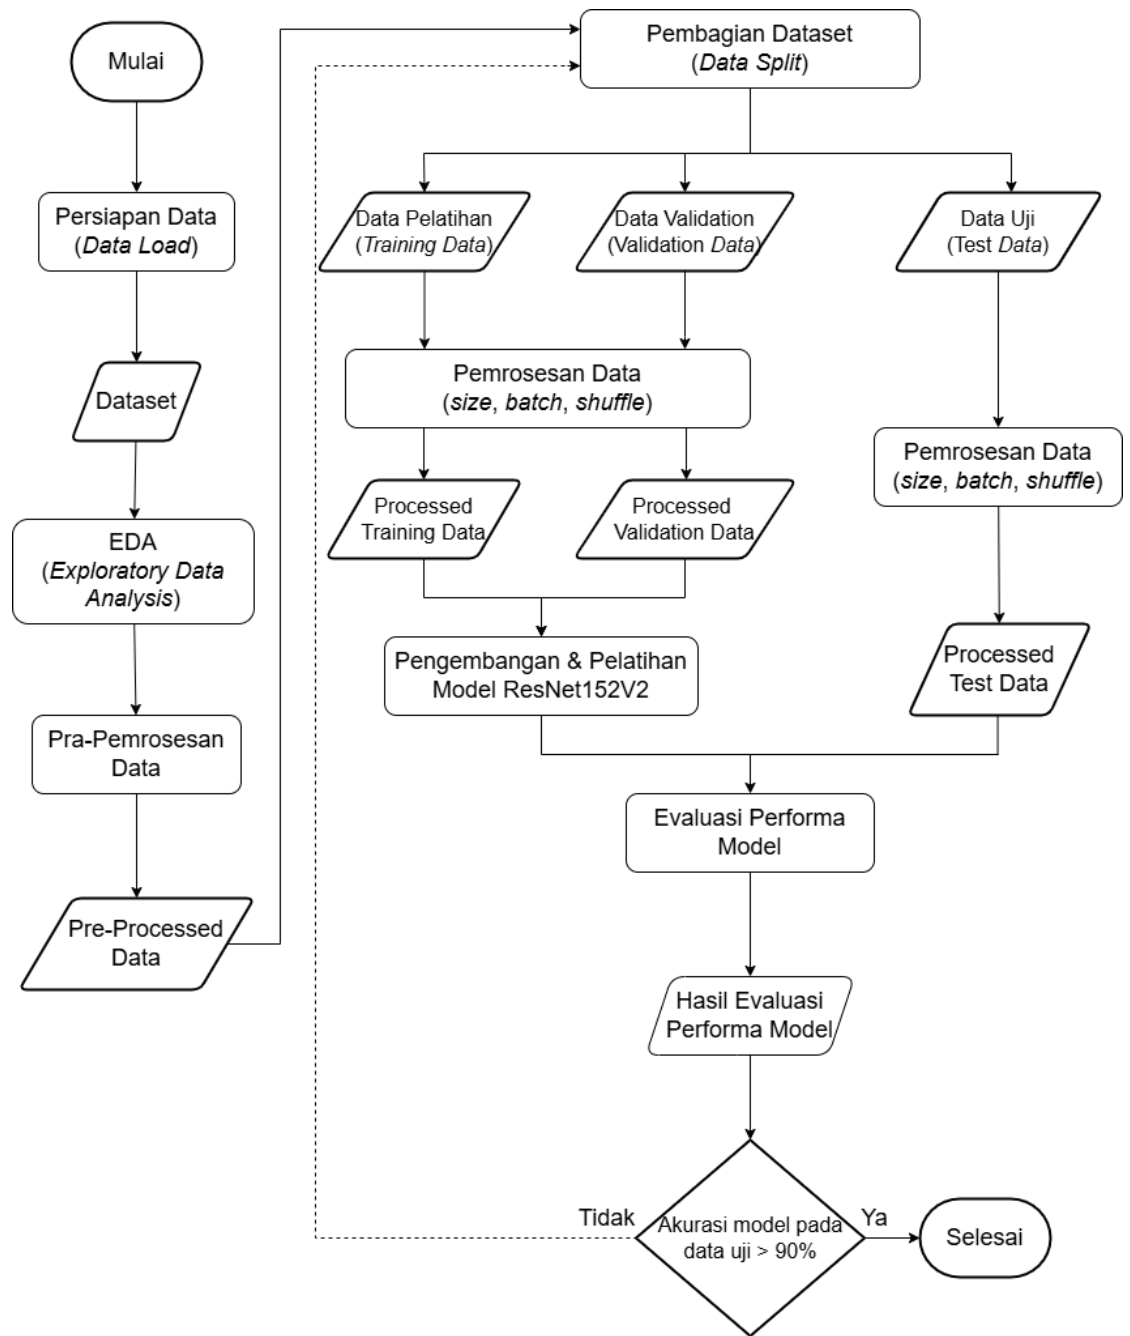 Mulai
Persiapan Data
(Data Load)
Dataset
EDA
(Exploratory Data
Analysis)
Pra-Pemrosesan
Data
Pre-Processed
Data
Pembagian Dataset
(Data Split)
Data Pelatihan
(Training Data)
Data Validation
(Validation Data)
Data Uji
(Test Data)
Pemrosesan Data
(size, batch, shuffle)
Pemrosesan Data
(size, batch, shuffle)
Processed
Training Data
Processed
Validation Data
Processed
Test Data
Pengembangan & Pelatihan
Model ResNet152V2
Evaluasi Performa
Model
Hasil Evaluasi
Performa Model
Tidak
Akurasi model pada
data uji > 90%
Ya
Selesai